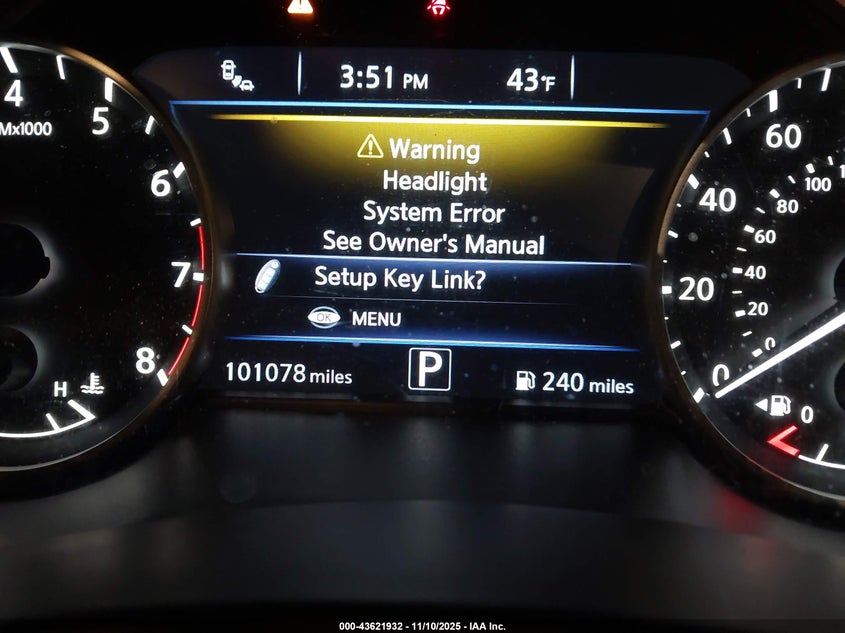 3:51 PM 43°F
Warning
Headlight
System Error
See Owner's Manual
Setup Key Link?
OK MENU
101078 miles P 240 miles
4
5
Mx1000
6
7
8
H
60
40
20
0
100
80
60
40
20
0
0
000-43621932 - 11/10/2025 - IAA Inc.